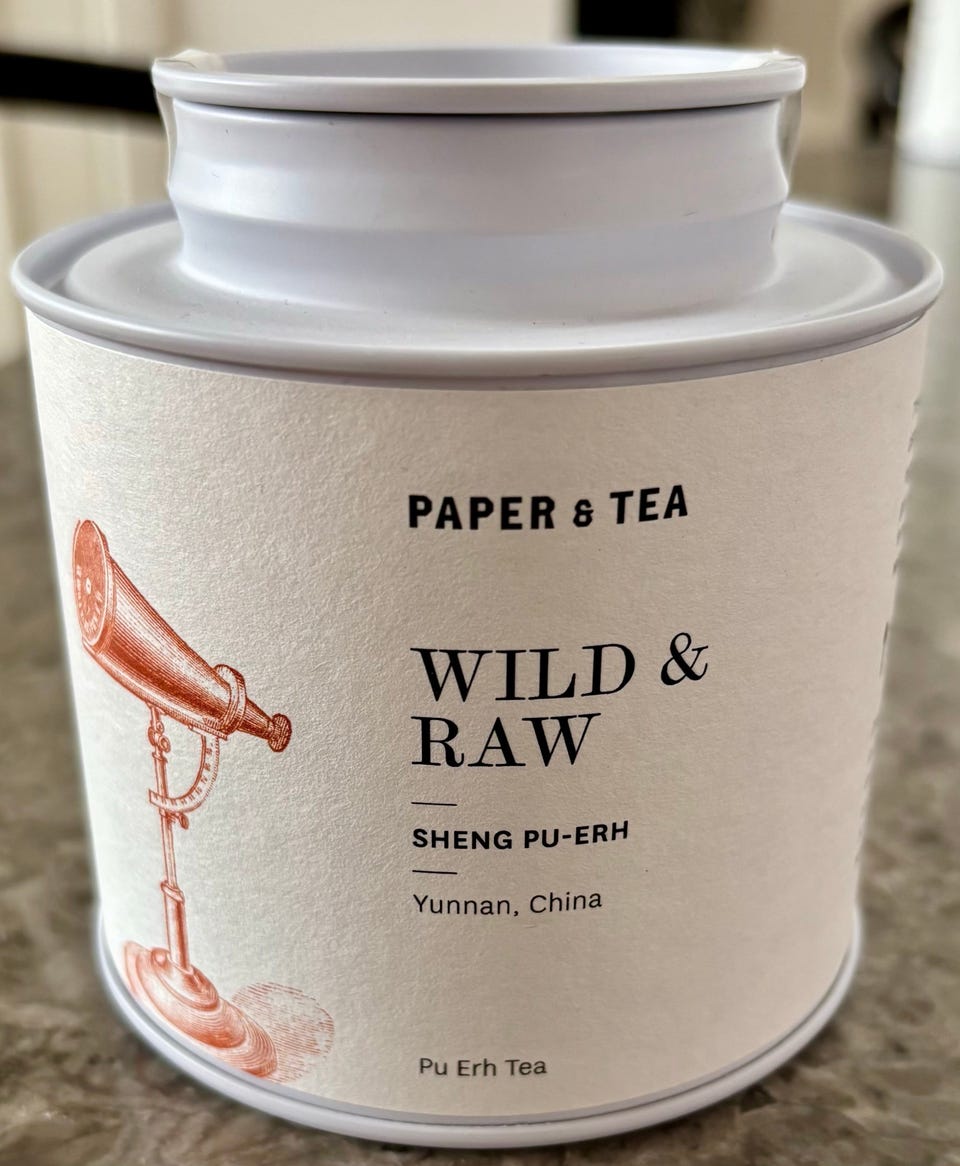 PAPER & TEA
WILD &
RAW
SHENG PU-ERH
Yunnan, China
Pu Erh Tea